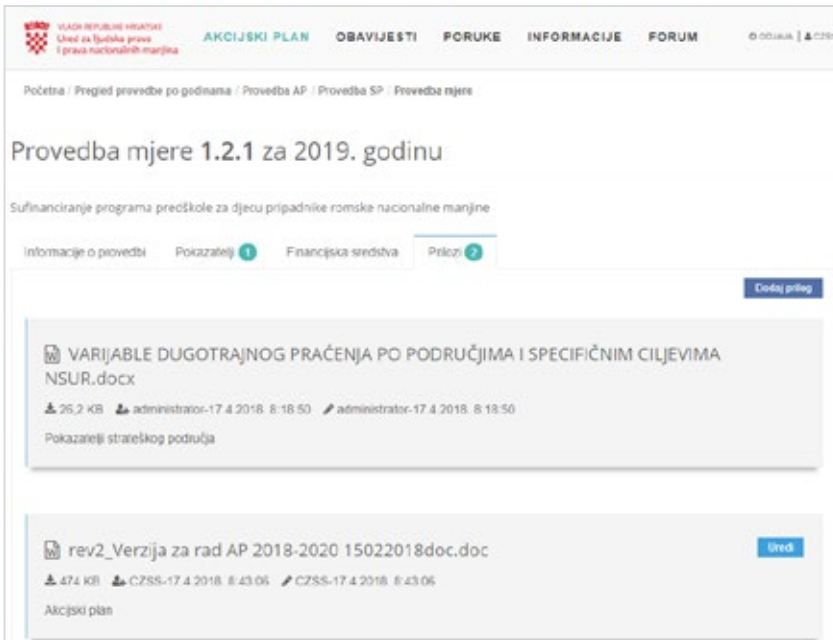 VLADA REPUBLIKE HRVATSKE
Ured za ljudska prava
i prava nacionalnih manjina
AKCIJSKI PLAN OBAVIJESTI PORUKE INFORMACIJE FORUM ODJAVA |
Početna / Pregled provedbe po godinama / Provedba AP / Provedba SP / Provedba mjere
Provedba mjere 1.2.1 za 2019. godinu
Sufinanciranje programa predškole za djecu pripadnike romske nacionalne manjine
Informacije o provedbi Pokazatelji 1 Financijska sredstva Prilozi 2
Dodaj prilog
VARIJABLE DUGOTRAJNOG PRAĆENJA PO PODRUČJIMA I SPECIFIČNIM CILJEVIMA
NSUR.docx
26,2 KB administrator-17.4.2018. 8:18:50 administrator-17.4.2018. 8:18:50
Pokazatelji strateškog područja
rev2_Verzija za rad AP 2018-2020 15022018doc.doc
Uredi
474 KB CZSS-17.4.2018. 8:43:06 CZSS-17.4.2018. 8:43:06
Akcijski plan